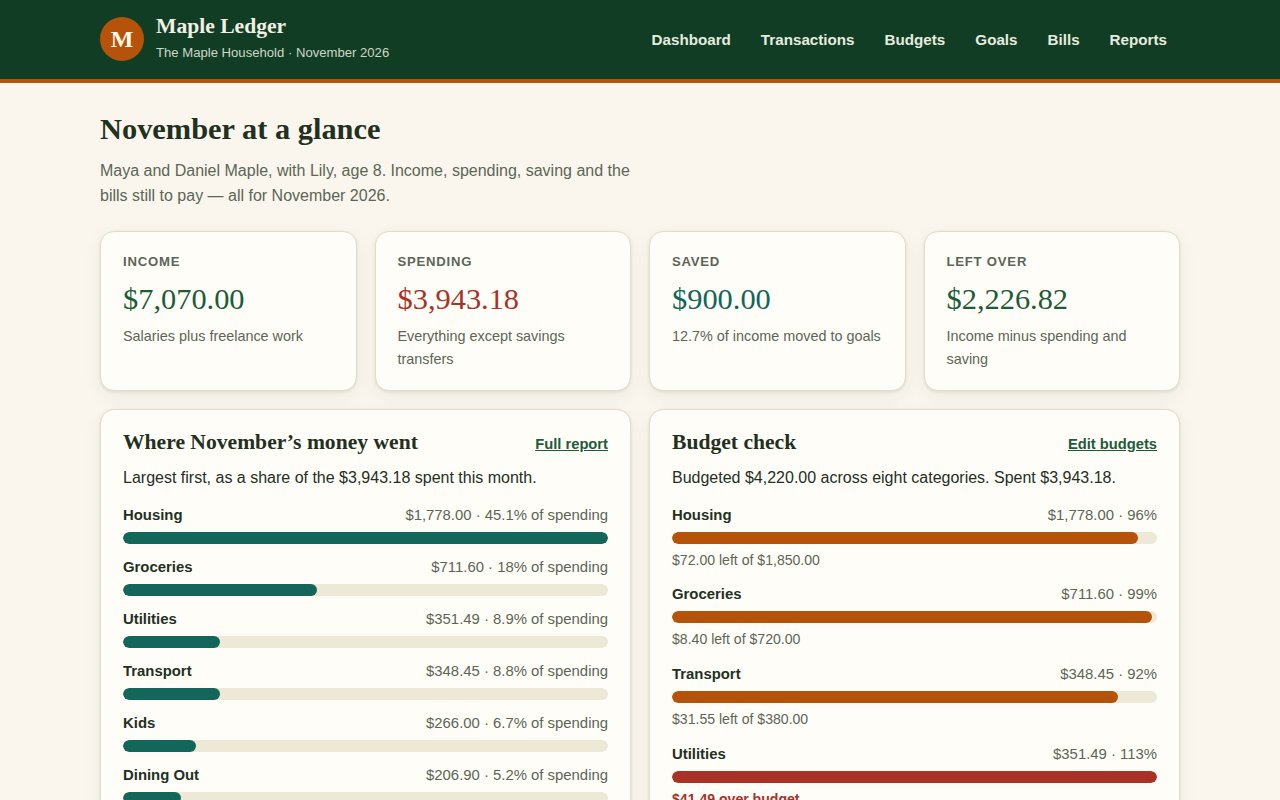 M
Maple Ledger
The Maple Household · November 2026
Dashboard Transactions Budgets Goals Bills Reports
November at a glance
Maya and Daniel Maple, with Lily, age 8. Income, spending, saving and the
bills still to pay — all for November 2026.
INCOME
$7,070.00
Salaries plus freelance work
SPENDING
$3,943.18
Everything except savings
transfers
SAVED
$900.00
12.7% of income moved to goals
LEFT OVER
$2,226.82
Income minus spending and
saving
Where November’s money went
Full report
Largest first, as a share of the $3,943.18 spent this month.
Housing $1,778.00 · 45.1% of spending
Groceries $711.60 · 18% of spending
Utilities $351.49 · 8.9% of spending
Transport $348.45 · 8.8% of spending
Kids $266.00 · 6.7% of spending
Dining Out $206.90 · 5.2% of spending
Budget check
Edit budgets
Budgeted $4,220.00 across eight categories. Spent $3,943.18.
Housing $1,778.00 · 96%
$72.00 left of $1,850.00
Groceries $711.60 · 99%
$8.40 left of $720.00
Transport $348.45 · 92%
$31.55 left of $380.00
Utilities $351.49 · 113%
$41.49 over budget